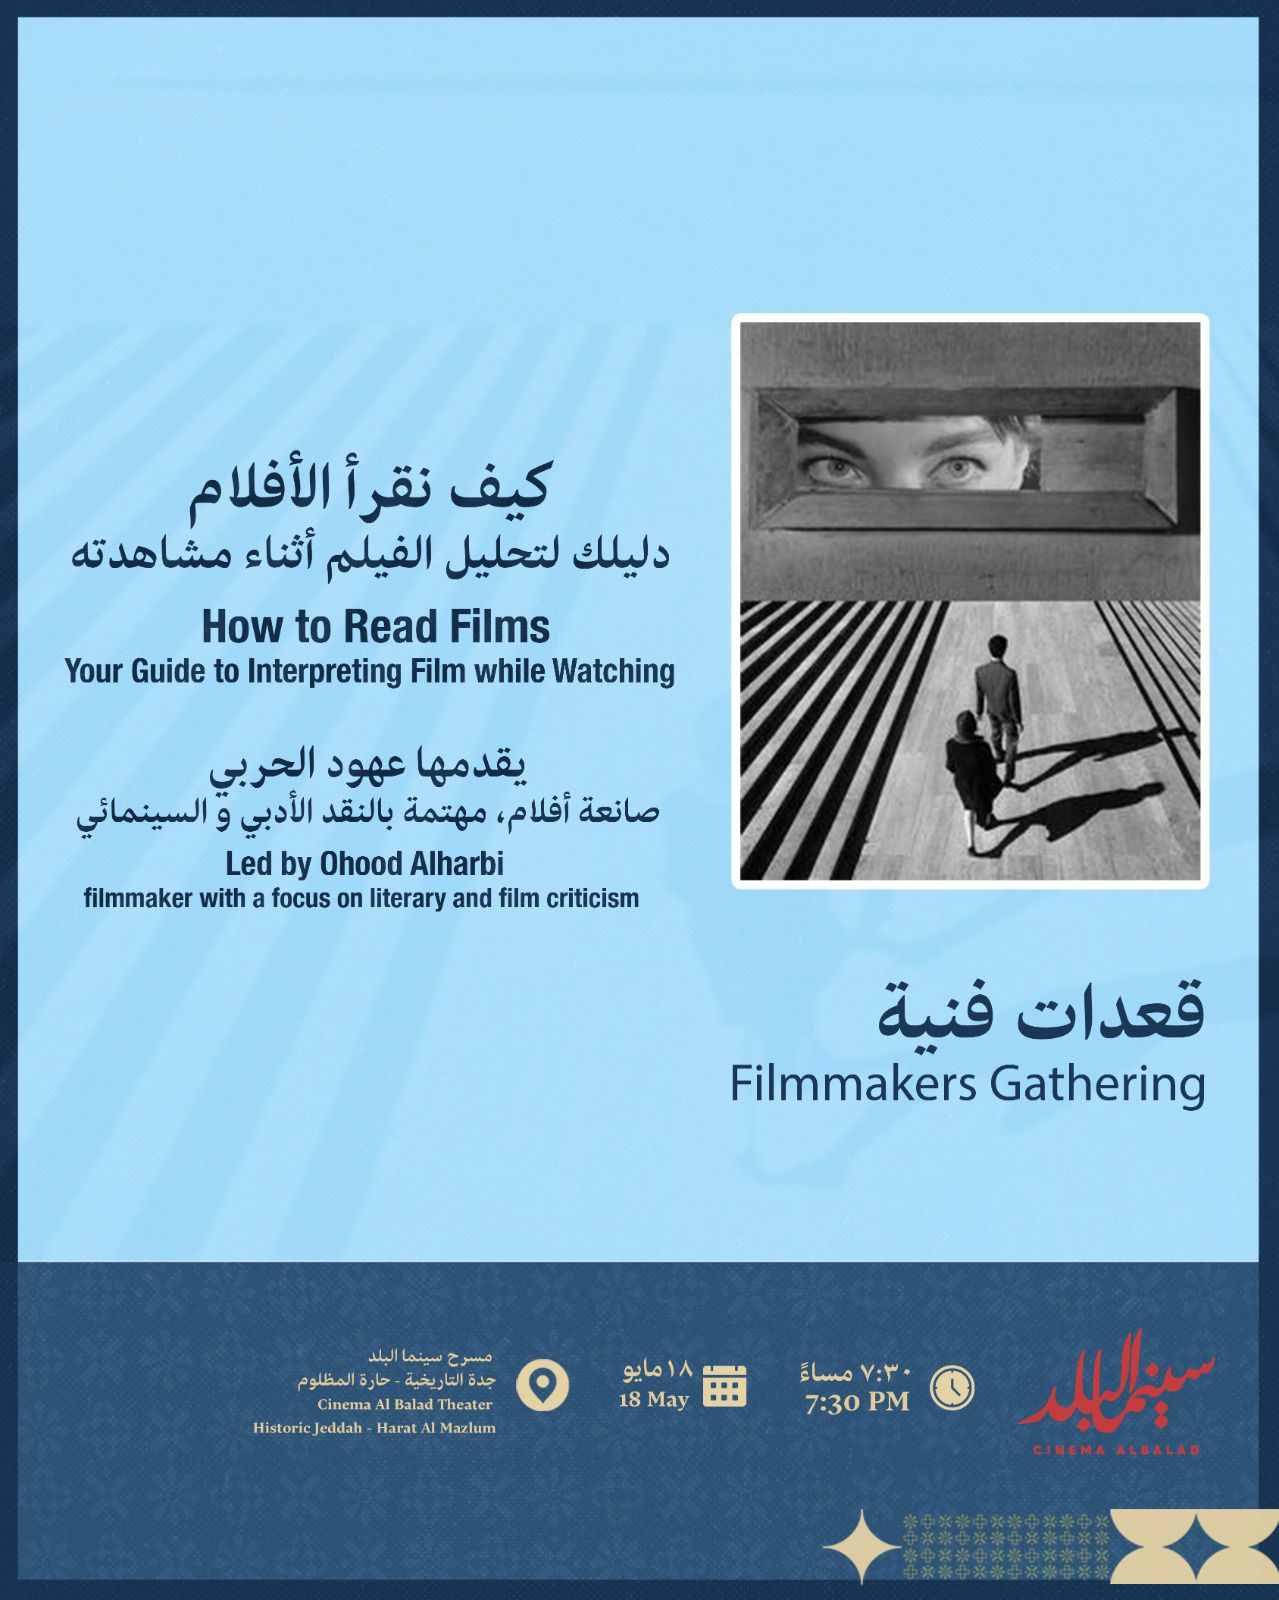 كيف نقرأ الأفلام
دليلك لتحليل الفيلم أثناء مشاهدته
How to Read Films
Your Guide to Interpreting Film while Watching
يقدمها عهود الحربي
صانعة أفلام، مهتمة بالنقد الأدبي و السينمائي
Led by Ohood Alharbi
filmmaker with a focus on literary and film criticism
قعدات فنية
Filmmakers Gathering
سينما البلد
CINEMA ALBALAD
٧:٣٠ مساءً
7:30 PM
١٨ مايو
18 May
مسرح سينما البلد
جدة التاريخية - حارة المظلوم
Cinema Al Balad Theater
Historic Jeddah - Harat Al Mazlum